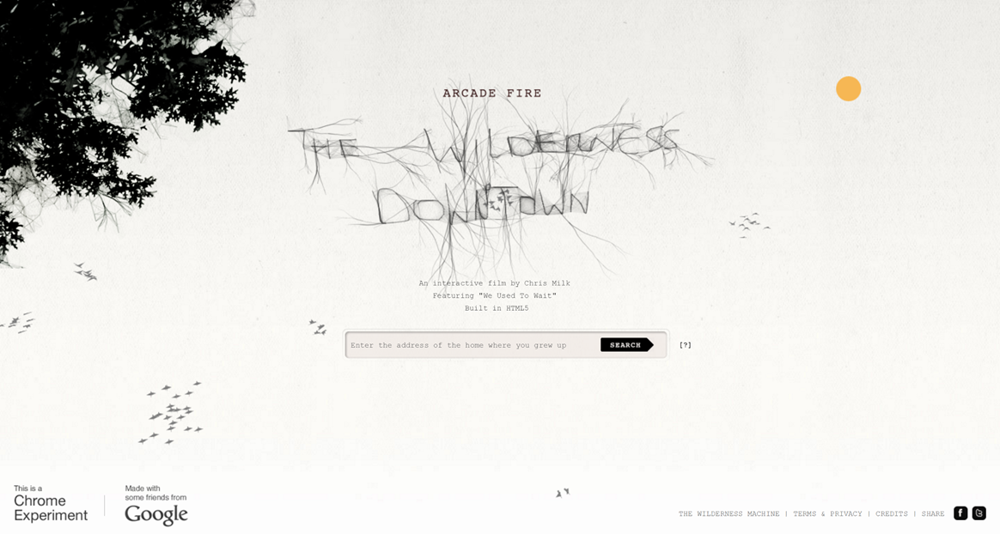 ARCADE FIRE
THE WILDERNESS
DOWNTOWN
An interactive film by Chris Milk
Featuring "We Used To Wait"
Built in HTML5
Enter the address of the home where you grew up
SEARCH
[?]
This is a
Chrome
Experiment
Made with
some friends from
Google
THE WILDERNESS MACHINE | TERMS & PRIVACY | CREDITS | SHARE